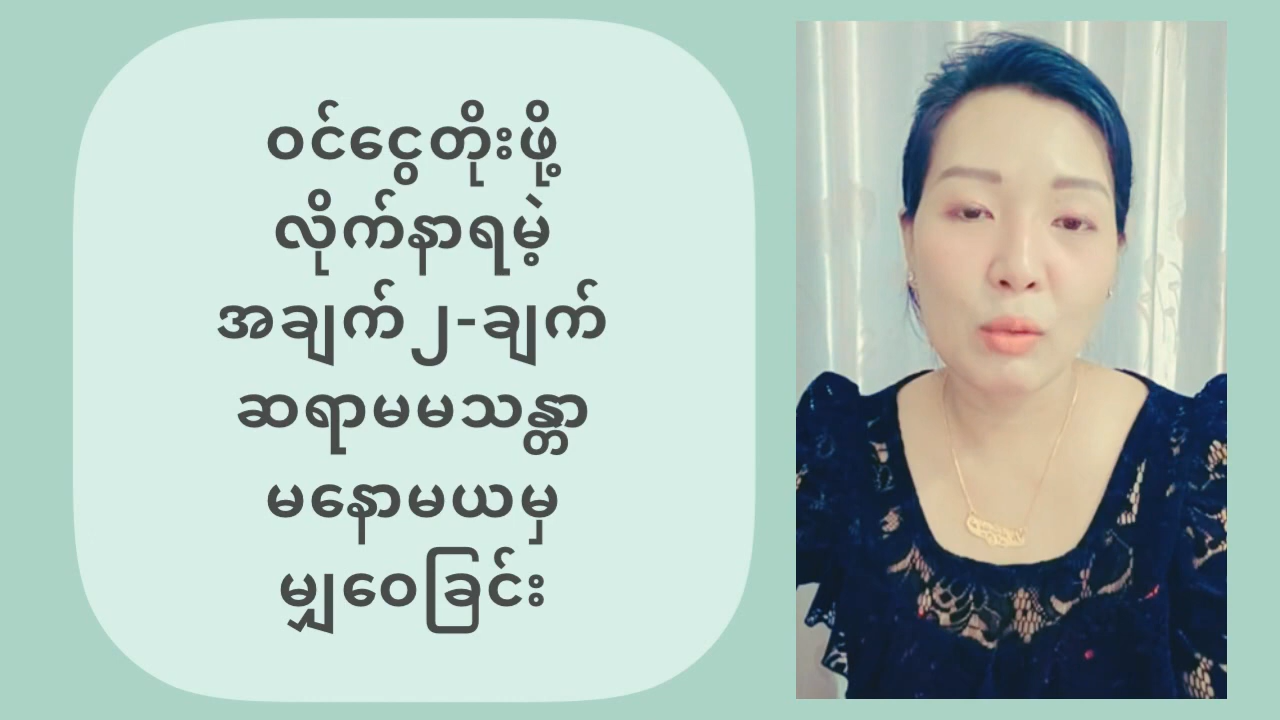 ဝင်ငွေတိုးဖို့
လိုက်နာရမဲ့
အချက်၂-ချက်
ဆရာမမသန္တာ
မနောမယမှ
မျှဝေခြင်း